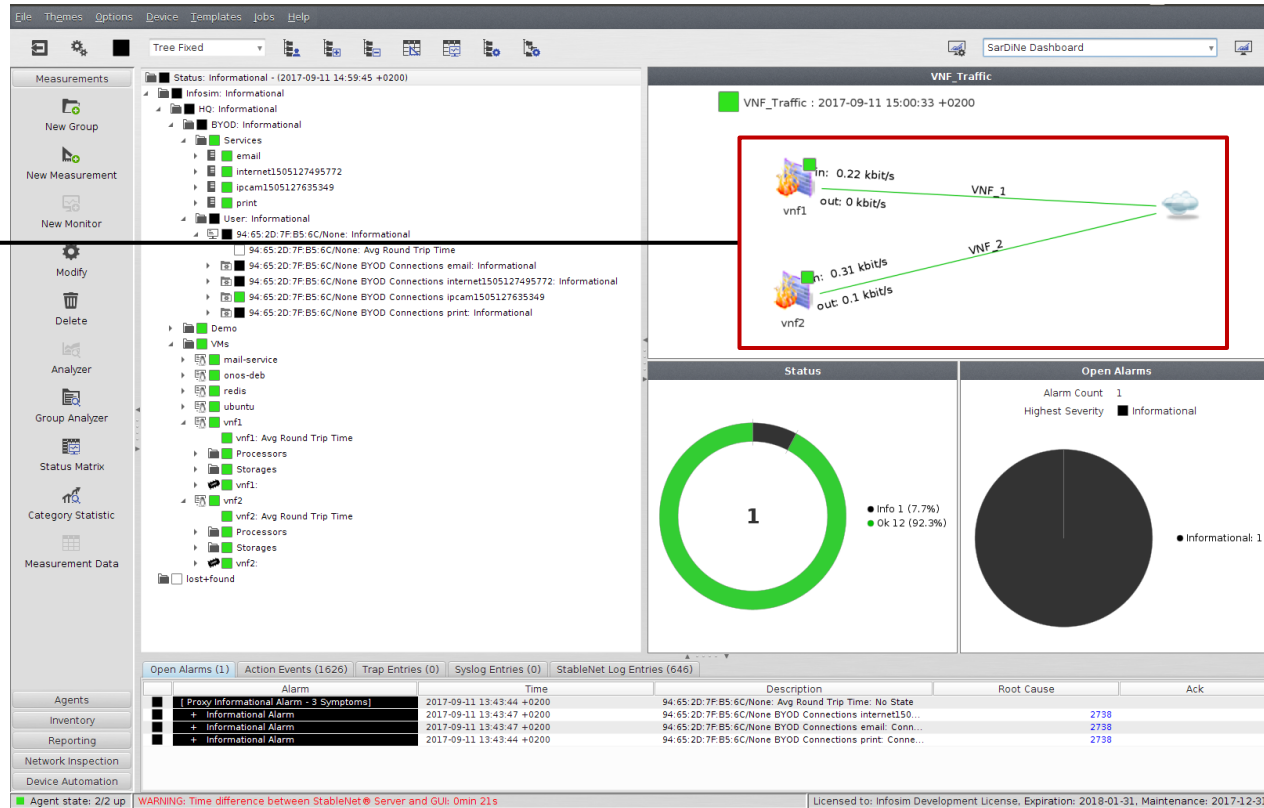 File Themes Options Device Templates Jobs Help
Tree Fixed
SarDiNe Dashboard
Measurements
New Group
New Measurement
New Monitor
Modify
Delete
Analyzer
Group Analyzer
Status Matrix
Category Statistic
Measurement Data
Agents
Inventory
Reporting
Network Inspection
Device Automation
Status: Informational - (2017-09-11 14:59:45 +0200)
Infosim: Informational
HQ: Informational
BYOD: Informational
Services
email
internet1505127495772
ipcam1505127635349
print
User: Informational
94:65:2D:7F:B5:6C/None: Informational
94:65:2D:7F:B5:6C/None: Avg Round Trip Time
94:65:2D:7F:B5:6C/None BYOD Connections email: Informational
94:65:2D:7F:B5:6C/None BYOD Connections internet1505127495772: Informational
94:65:2D:7F:B5:6C/None BYOD Connections ipcam1505127635349
94:65:2D:7F:B5:6C/None BYOD Connections print: Informational
Demo
VMs
mail-service
onos-deb
redis
ubuntu
vnf1
vnf1: Avg Round Trip Time
Processors
Storages
vnf1:
vnf2
vnf2: Avg Round Trip Time
Processors
Storages
vnf2:
lost+found
VNF_Traffic
VNF_Traffic : 2017-09-11 15:00:33 +0200
in: 0.22 kbit/s
out: 0 kbit/s
vnf1
VNF_1
VNF_2
in: 0.31 kbit/s
out: 0.1 kbit/s
vnf2
Status
1
Info 1 (7.7%)
Ok 12 (92.3%)
Open Alarms
Alarm Count 1
Highest Severity Informational
Informational: 1
Open Alarms (1) Action Events (1626) Trap Entries (0) Syslog Entries (0) StableNet Log Entries (646)
Alarm Time Description Root Cause Ack
[ Proxy Informational Alarm - 3 Symptoms] 2017-09-11 13:43:44 +0200 94:65:2D:7F:B5:6C/None: Avg Round Trip Time: No State
+ Informational Alarm 2017-09-11 13:43:47 +0200 94:65:2D:7F:B5:6C/None BYOD Connections internet150... 2738
+ Informational Alarm 2017-09-11 13:43:47 +0200 94:65:2D:7F:B5:6C/None BYOD Connections email: Conn... 2738
+ Informational Alarm 2017-09-11 13:43:44 +0200 94:65:2D:7F:B5:6C/None BYOD Connections print: Conne... 2738
Agent state: 2/2 up WARNING: Time difference between StableNet® Server and GUI: 0min 21s Licensed to: Infosim Development License, Expiration: 2018-01-31, Maintenance: 2017-12-31